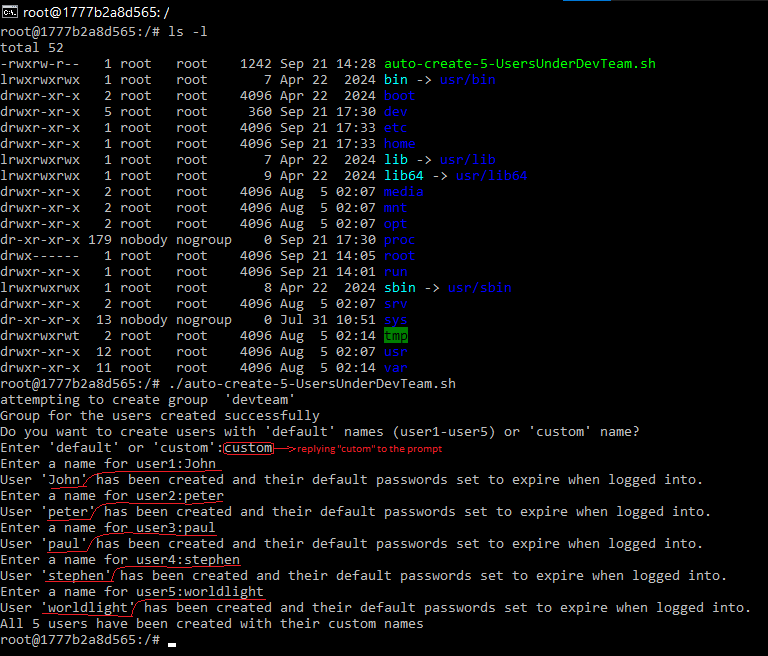 root@1777b2a8d565: /
root@1777b2a8d565:/# ls -l
total 52
-rwxrw-r--   1 root   root    1242 Sep 21 14:28 auto-create-5-UsersUnderDevTeam.sh
lrwxrwxrwx   1 root   root       7 Apr 22  2024 bin -> usr/bin
drwxr-xr-x   2 root   root    4096 Apr 22  2024 boot
drwxr-xr-x   5 root   root     360 Sep 21 17:30 dev
drwxr-xr-x   1 root   root    4096 Sep 21 17:33 etc
drwxr-xr-x   1 root   root    4096 Sep 21 17:33 home
lrwxrwxrwx   1 root   root       7 Apr 22  2024 lib -> usr/lib
lrwxrwxrwx   1 root   root       9 Apr 22  2024 lib64 -> usr/lib64
drwxr-xr-x   2 root   root    4096 Aug  5 02:07 media
drwxr-xr-x   2 root   root    4096 Aug  5 02:07 mnt
drwxr-xr-x   2 root   root    4096 Aug  5 02:07 opt
dr-xr-xr-x 179 nobody nogroup    0 Sep 21 17:30 proc
drwx------   1 root   root    4096 Sep 21 14:05 root
drwxr-xr-x   1 root   root    4096 Sep 21 14:01 run
lrwxrwxrwx   1 root   root       8 Apr 22  2024 sbin -> usr/sbin
drwxr-xr-x   2 root   root    4096 Aug  5 02:07 srv
dr-xr-xr-x  13 nobody nogroup    0 Jul 31 10:51 sys
drwxrwxrwt   2 root   root    4096 Aug  5 02:14 tmp
drwxr-xr-x  12 root   root    4096 Aug  5 02:07 usr
drwxr-xr-x  11 root   root    4096 Aug  5 02:14 var
root@1777b2a8d565:/# ./auto-create-5-UsersUnderDevTeam.sh
attempting to create group  'devteam'
Group for the users created successfully
Do you want to create users with 'default' names (user1-user5) or 'custom' name?
Enter 'default' or 'custom':custom replying "cutom" to the prompt
Enter a name for user1:John
User 'John' has been created and their default passwords set to expire when logged into.
Enter a name for user2:peter
User 'peter' has been created and their default passwords set to expire when logged into.
Enter a name for user3:paul
User 'paul' has been created and their default passwords set to expire when logged into.
Enter a name for user4:stephen
User 'stephen' has been created and their default passwords set to expire when logged into.
Enter a name for user5:worldlight
User 'worldlight' has been created and their default passwords set to expire when logged into.
All 5 users have been created with their custom names
root@1777b2a8d565:/#